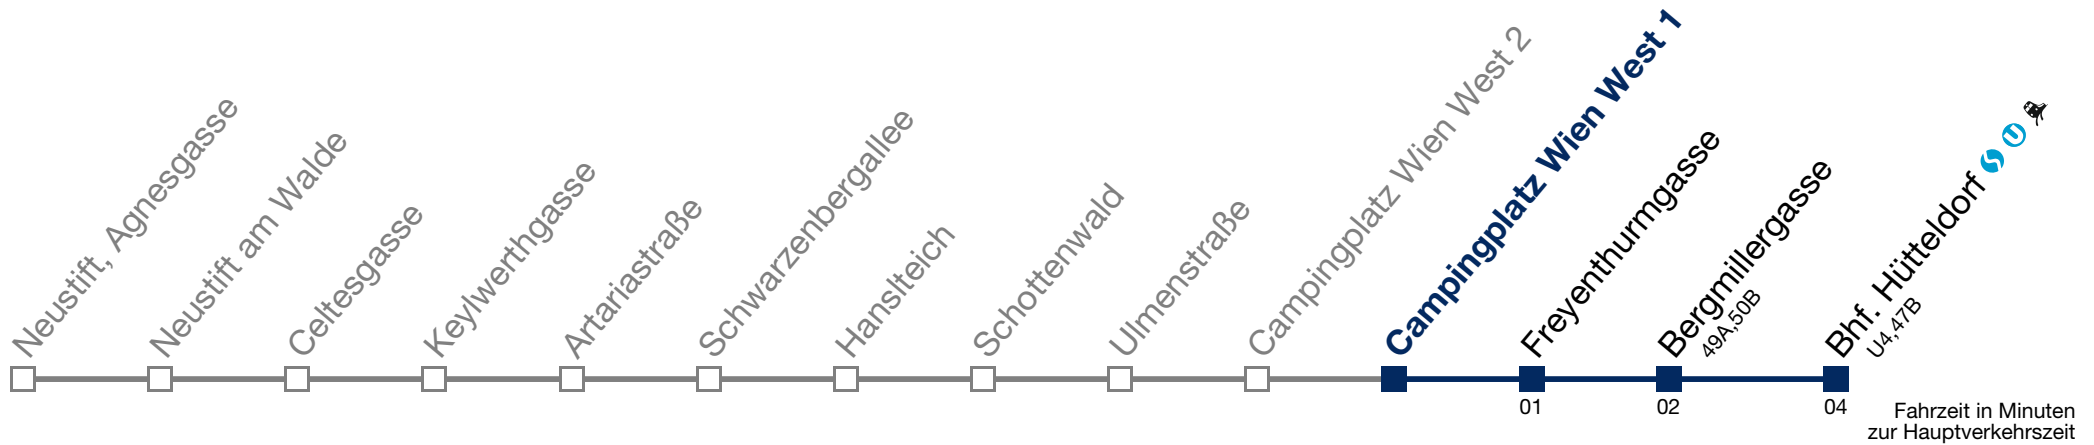 Neustift, Agnesgasse
Neustift am Walde
Celtesgasse
Keylwerthgasse
Artariastraße
Schwarzenbergallee
Hanslteich
Schottenwald
Ulmenstraße
Campingplatz Wien West 2
Campingplatz Wien West 1
Freyenthurmgasse
Bergmillergasse
49A,50B
Bhf. Hütteldorf S U
U4,47B
01
02
04
Fahrzeit in Minuten
zur Hauptverkehrszeit